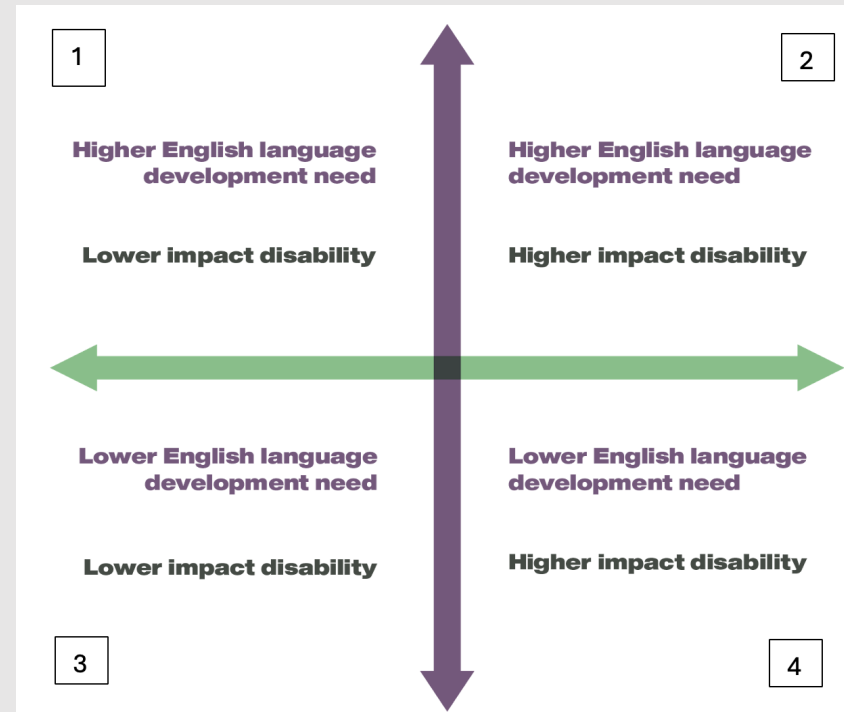 1
2
Higher English language
development need
Lower impact disability
Higher English language
development need
Higher impact disability
Lower English language
development need
Lower impact disability
Lower English language
development need
Higher impact disability
3
4